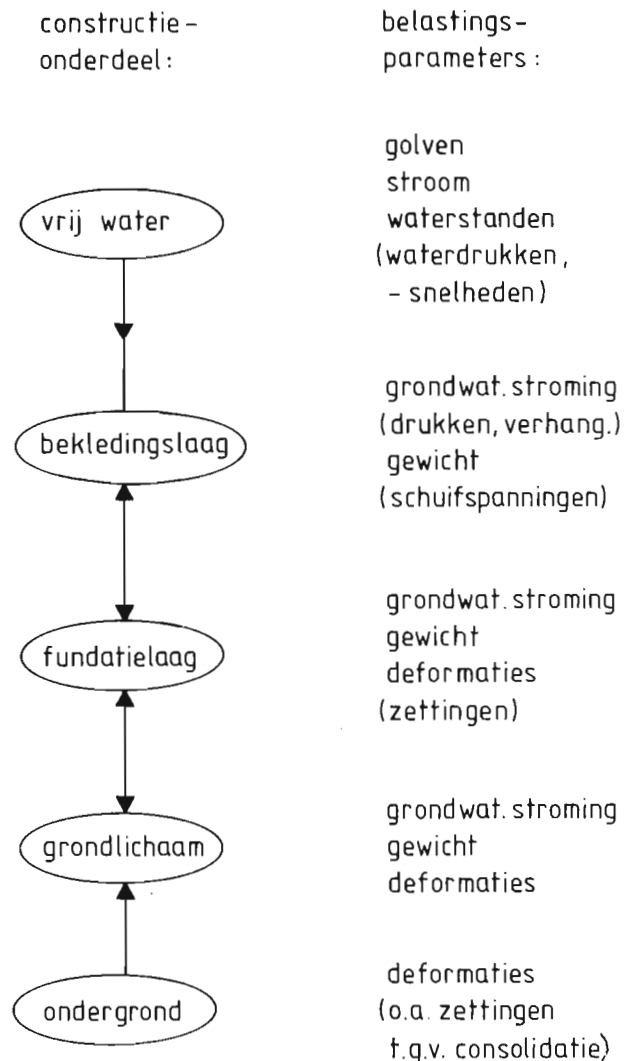 constructie-
onderdeel:
belastings-
parameters:
vrij water
golven
stroom
waterstanden
(waterdrukken,
- snelheden)
bekledingslaag
grondwat. stroming
(drukken, verhang.)
gewicht
(schuifspanningen)
fundatielaag
grondwat. stroming
gewicht
deformaties
(zettingen)
grondlichaam
grondwat. stroming
gewicht
deformaties
ondergrond
deformaties
(o.a. zettingen
t.g.v. consolidatie)